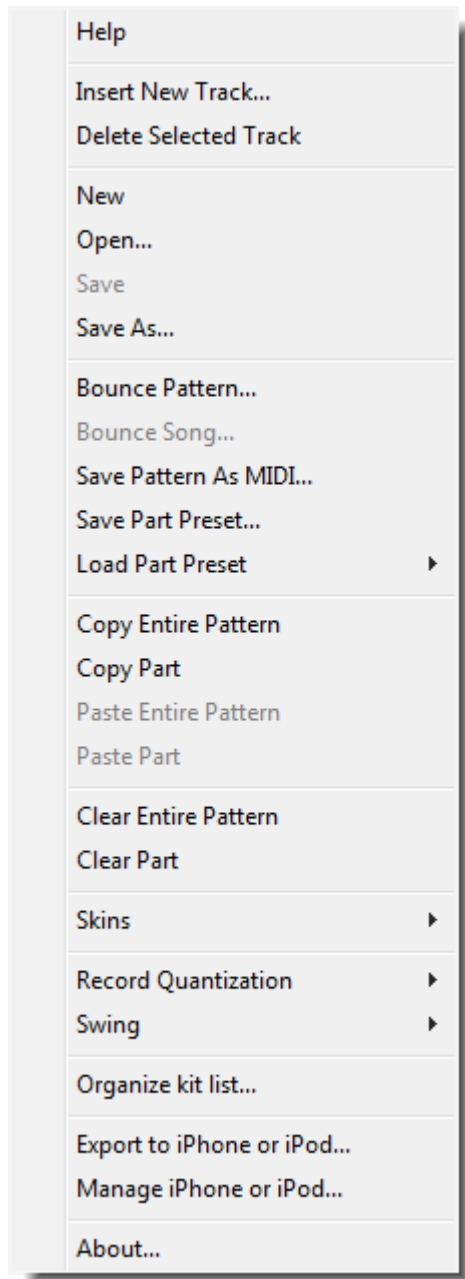 Help
Insert New Track...
Delete Selected Track
New
Open...
Save
Save As...
Bounce Pattern...
Bounce Song...
Save Pattern As MIDI...
Save Part Preset...
Load Part Preset
Copy Entire Pattern
Copy Part
Paste Entire Pattern
Paste Part
Clear Entire Pattern
Clear Part
Skins
Record Quantization
Swing
Organize kit list...
Export to iPhone or iPod...
Manage iPhone or iPod...
About...